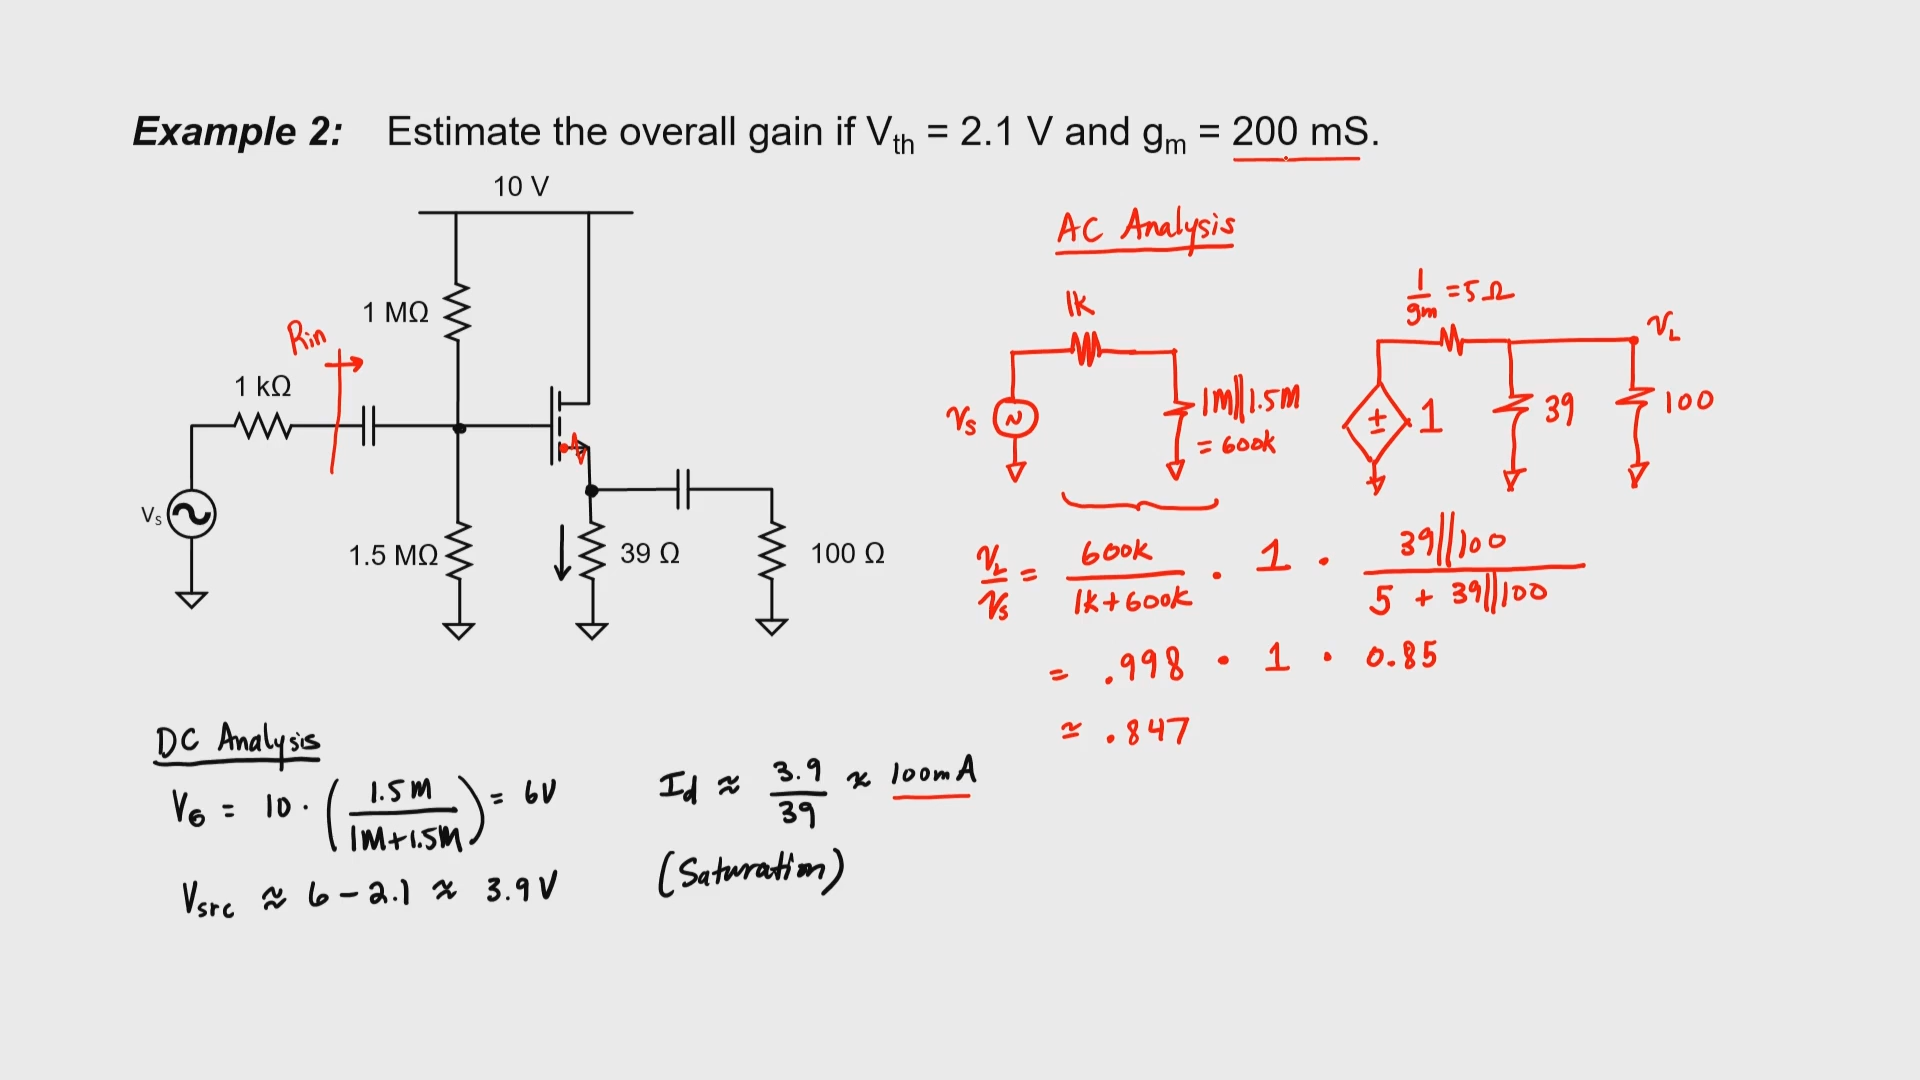 Example 2: Estimate the overall gain if Vth = 2.1 V and gm = 200 mS.
10 V
1 MΩ
Rin
1 kΩ
Vs
1.5 MΩ
39 Ω
100 Ω
AC Analysis
1k
vs
1M||1.5M
= 600k
1/gm = 5Ω
± 1
39
100
vL
vL/vs = 600k/(1k+600k) · 1 · 39||100/(5 + 39||100)
= .998 · 1 · 0.85
≈ .847
DC Analysis
VG = 10 · (1.5M/(1M+1.5M)) = 6V
Vsrc ≈ 6 - 2.1 ≈ 3.9V
Id ≈ 3.9/39 ≈ 100mA
(Saturation)